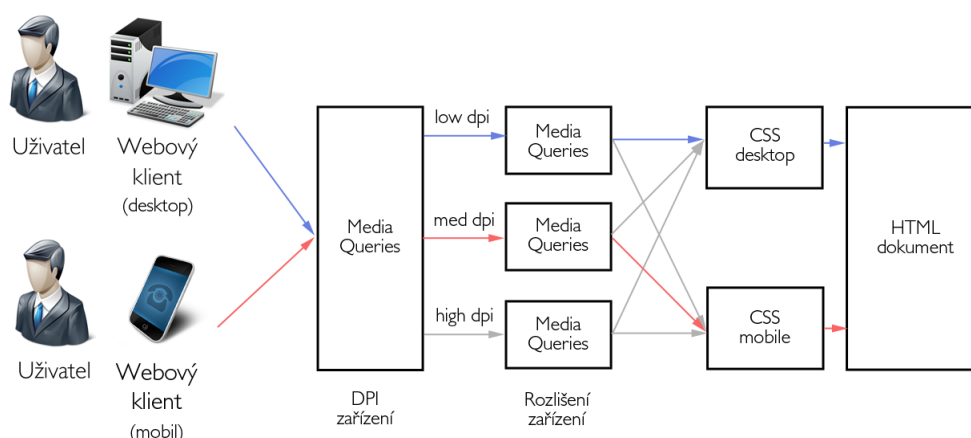 Uživatel
Webový
klient
(desktop)
Uživatel
Webový
klient
(mobil)
Media
Queries
DPI
zařízení
low dpi
med dpi
high dpi
Media
Queries
Media
Queries
Media
Queries
Rozlišení
zařízení
CSS
desktop
CSS
mobile
HTML
dokument